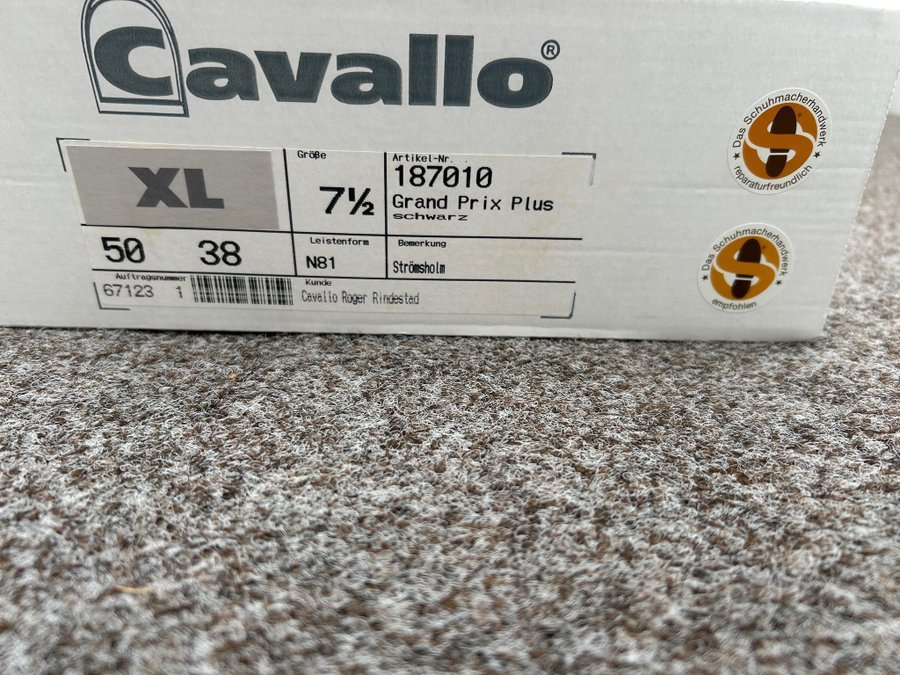 Cavallo®
XL
Größe
7½
Artikel-Nr.
187010
Grand Prix Plus
schwarz
50 38
Leistenform
N81
Bemerkung
Strömsholm
Auftragsnummer
67123 1
Kunde
Cavallo Roger Rindestad
Das Schuhmacherhandwerk
reparaturfreundlich
Das Schuhmacherhandwerk
empfohlen